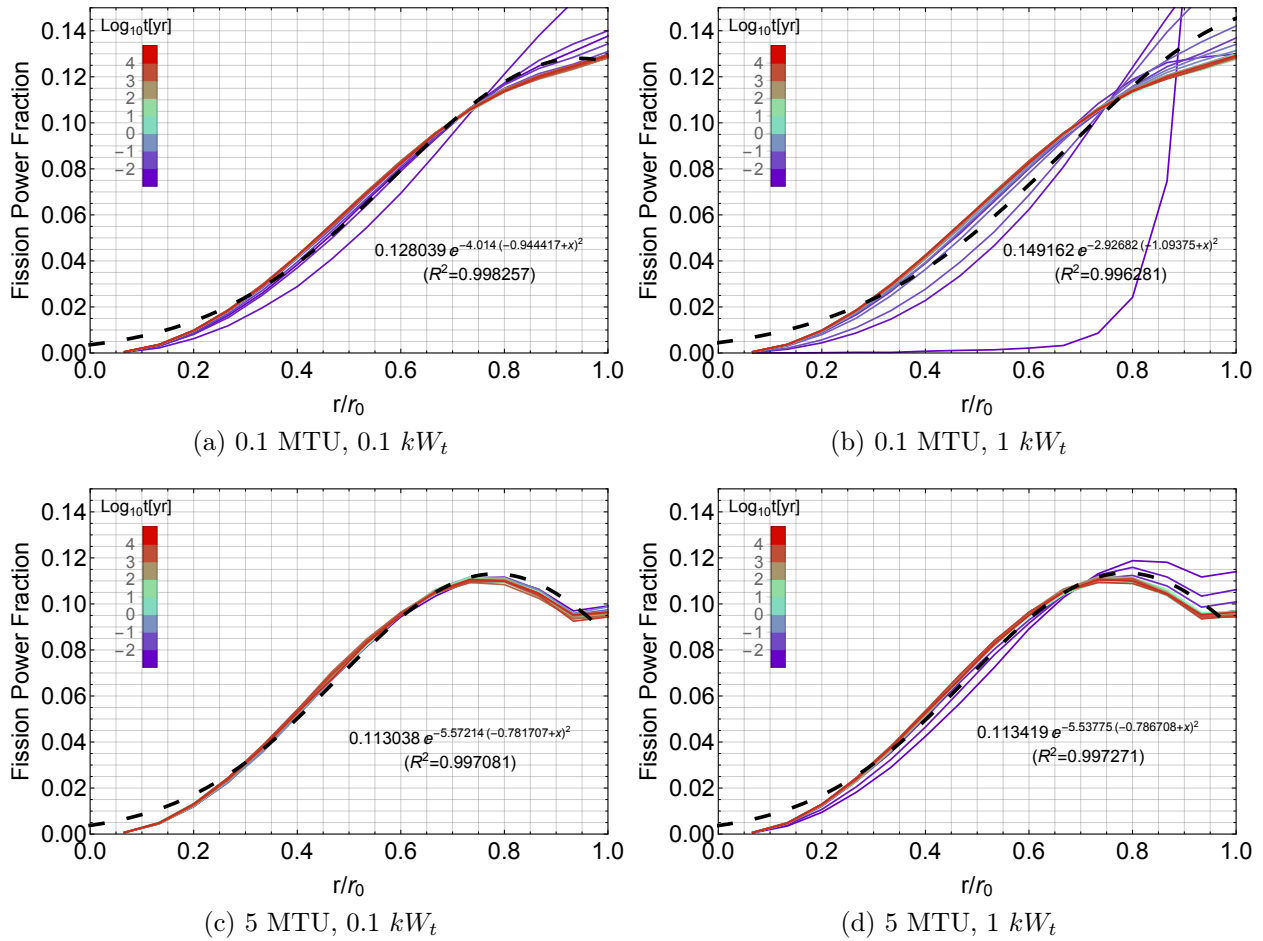 Log₁₀t[yr]
4
3
2
1
0
−1
−2
Fission Power Fraction
0.14
0.12
0.10
0.08
0.06
0.04
0.02
0.00
0.128039 e^−4.014 (−0.944417+x)²
(R²=0.998257)
0.0 0.2 0.4 0.6 0.8 1.0
r/r₀
(a) 0.1 MTU, 0.1 kWₜ
Log₁₀t[yr]
4
3
2
1
0
−1
−2
Fission Power Fraction
0.14
0.12
0.10
0.08
0.06
0.04
0.02
0.00
0.149162 e^−2.92682 (−1.09375+x)²
(R²=0.996281)
0.0 0.2 0.4 0.6 0.8 1.0
r/r₀
(b) 0.1 MTU, 1 kWₜ
Log₁₀t[yr]
4
3
2
1
0
−1
−2
Fission Power Fraction
0.14
0.12
0.10
0.08
0.06
0.04
0.02
0.00
0.113038 e^−5.57214 (−0.781707+x)²
(R²=0.997081)
0.0 0.2 0.4 0.6 0.8 1.0
r/r₀
(c) 5 MTU, 0.1 kWₜ
Log₁₀t[yr]
4
3
2
1
0
−1
−2
Fission Power Fraction
0.14
0.12
0.10
0.08
0.06
0.04
0.02
0.00
0.113419 e^−5.53775 (−0.786708+x)²
(R²=0.997271)
0.0 0.2 0.4 0.6 0.8 1.0
r/r₀
(d) 5 MTU, 1 kWₜ